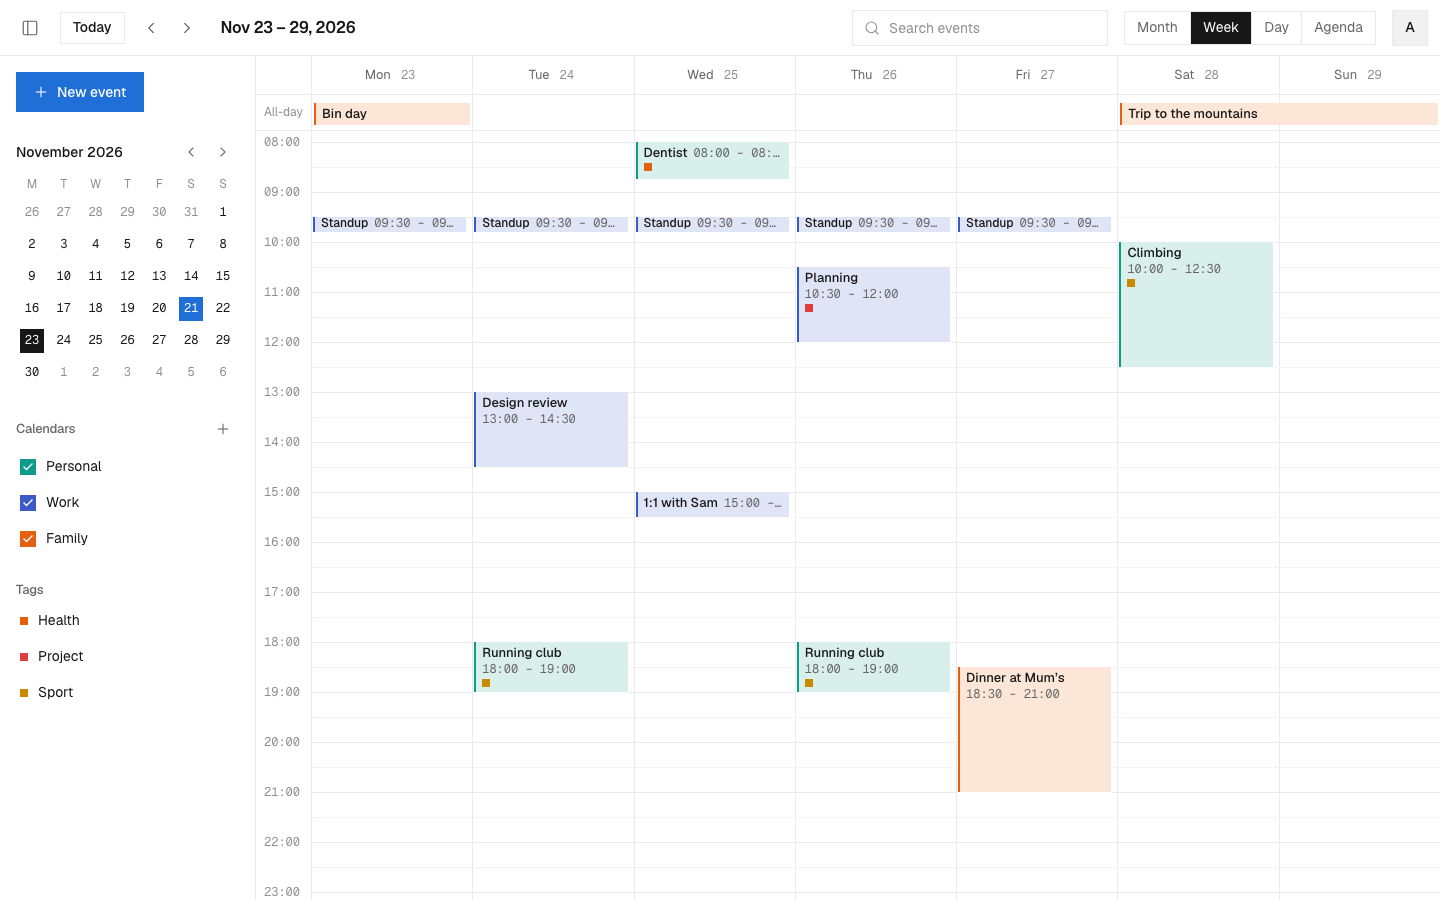 Today
Nov 23 – 29, 2026
Search events
Month
Week
Day
Agenda
A
New event
November 2026
M T W T F S S
26 27 28 29 30 31 1
2 3 4 5 6 7 8
9 10 11 12 13 14 15
16 17 18 19 20 21 22
23 24 25 26 27 28 29
30 1 2 3 4 5 6
Calendars
Personal
Work
Family
Tags
Health
Project
Sport
Mon 23
Tue 24
Wed 25
Thu 26
Fri 27
Sat 28
Sun 29
All-day
Bin day
Trip to the mountains
08:00
09:00
10:00
11:00
12:00
13:00
14:00
15:00
16:00
17:00
18:00
19:00
20:00
21:00
22:00
23:00
Standup 09:30 – 09…
Standup 09:30 – 09…
Design review
13:00 – 14:30
Running club
18:00 – 19:00
Dentist 08:00 – 08:…
Standup 09:30 – 09…
1:1 with Sam 15:00 –…
Standup 09:30 – 09…
Planning
10:30 – 12:00
Running club
18:00 – 19:00
Standup 09:30 – 09…
Dinner at Mum's
18:30 – 21:00
Climbing
10:00 – 12:30